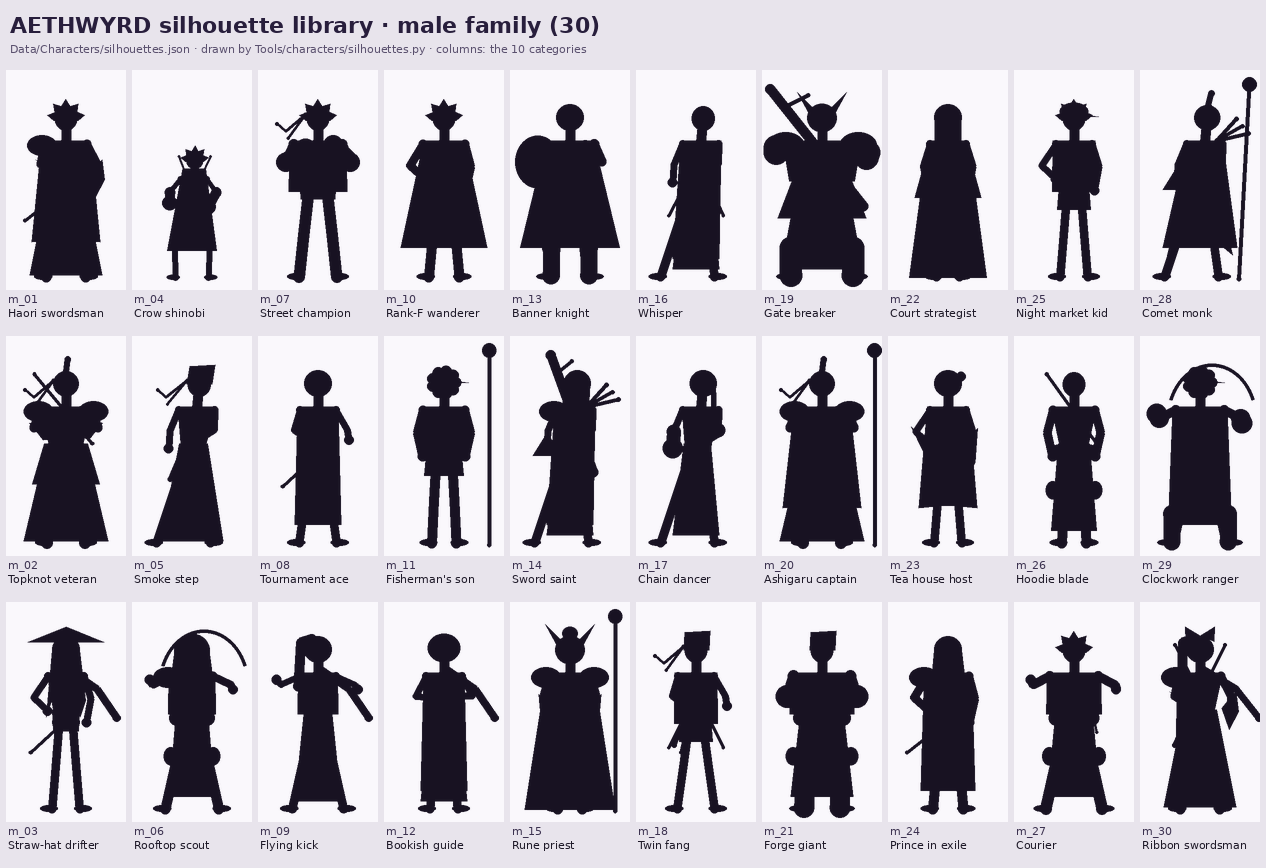 AETHWYRD silhouette library · male family (30)
Data/Characters/silhouettes.json · drawn by Tools/characters/silhouettes.py · columns: the 10 categories
m_01 m_04 m_07 m_10 m_13 m_16 m_19 m_22 m_25 m_28
Haori swordsman Crow shinobi Street champion Rank-F wanderer Banner knight Whisper Gate breaker Court strategist Night market kid Comet monk
m_02 m_05 m_08 m_11 m_14 m_17 m_20 m_23 m_26 m_29
Topknot veteran Smoke step Tournament ace Fisherman's son Sword saint Chain dancer Ashigaru captain Tea house host Hoodie blade Clockwork ranger
m_03 m_06 m_09 m_12 m_15 m_18 m_21 m_24 m_27 m_30
Straw-hat drifter Rooftop scout Flying kick Bookish guide Rune priest Twin fang Forge giant Prince in exile Courier Ribbon swordsman